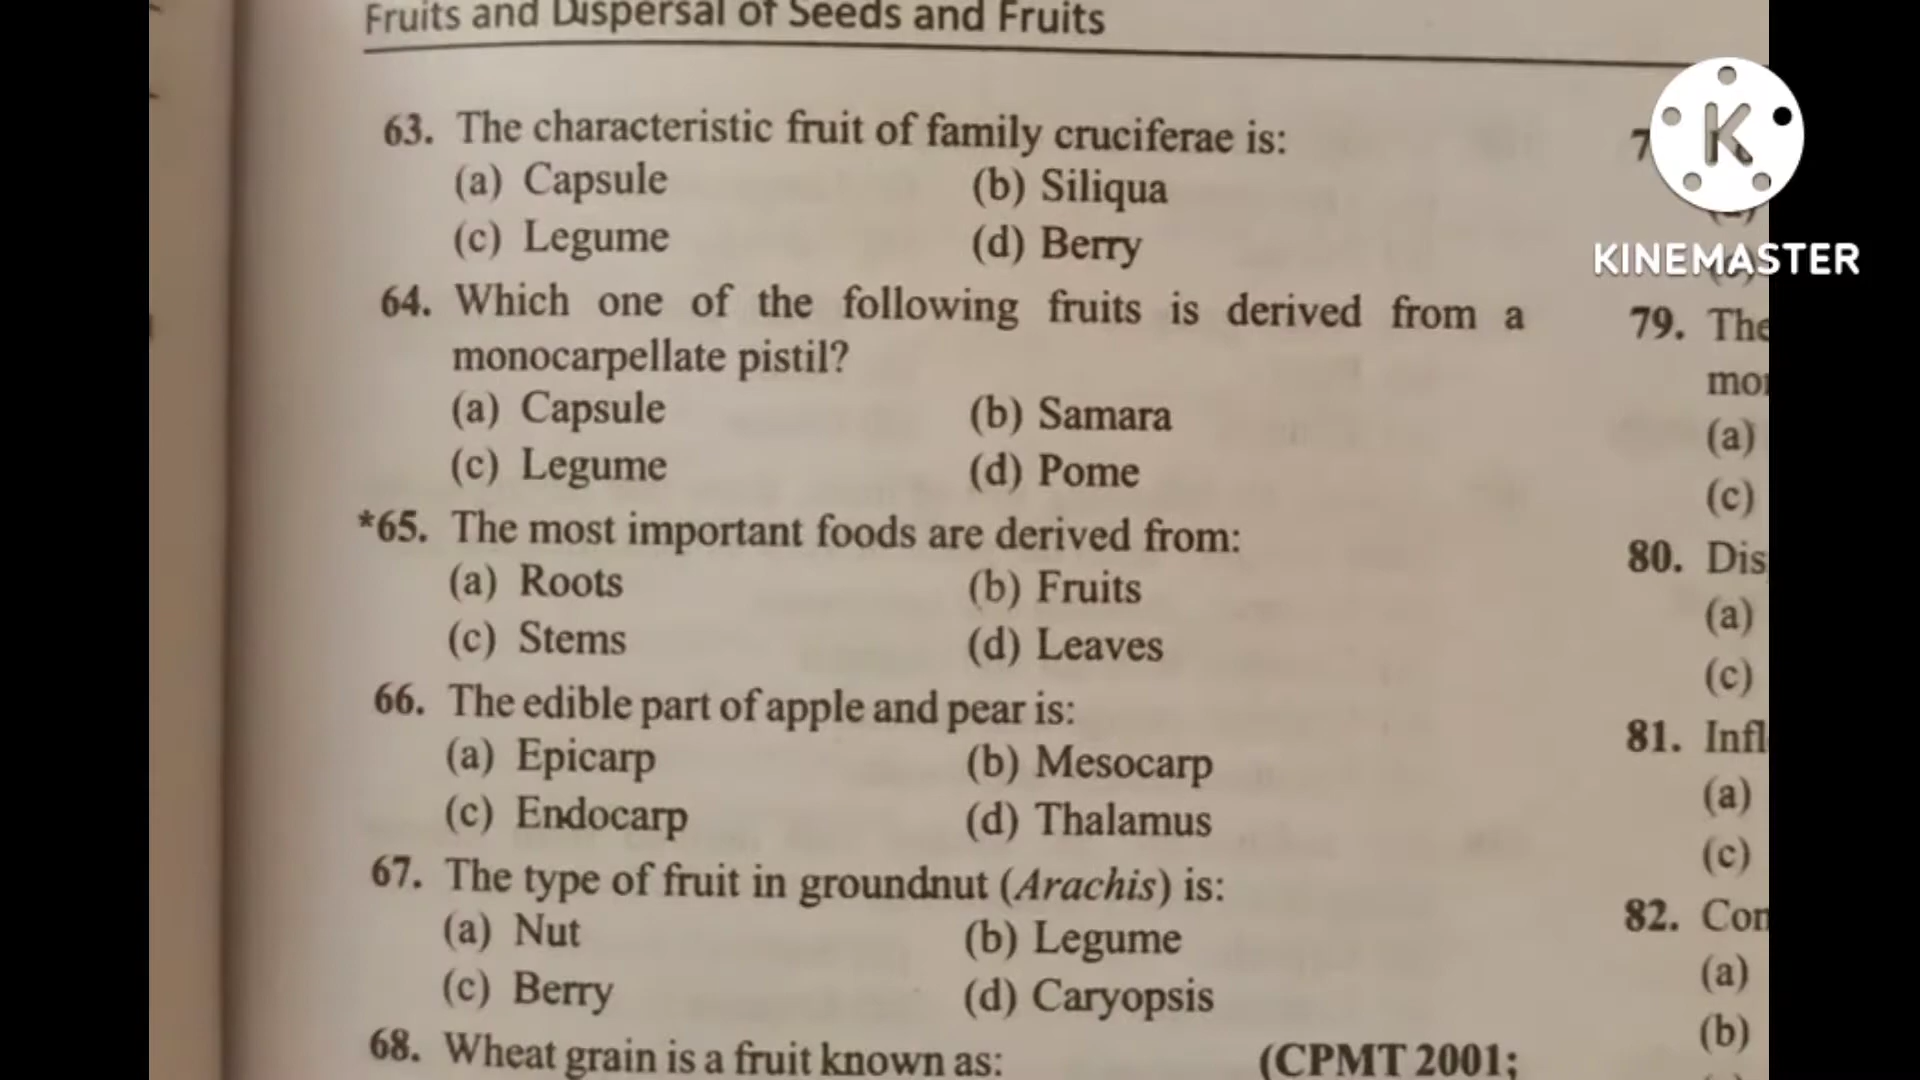 Fruits and Dispersal of Seeds and Fruits
63. The characteristic fruit of family cruciferae is:
(a) Capsule (b) Siliqua
(c) Legume (d) Berry
64. Which one of the following fruits is derived from a
monocarpellate pistil?
(a) Capsule (b) Samara
(c) Legume (d) Pome
*65. The most important foods are derived from:
(a) Roots (b) Fruits
(c) Stems (d) Leaves
66. The edible part of apple and pear is:
(a) Epicarp (b) Mesocarp
(c) Endocarp (d) Thalamus
67. The type of fruit in groundnut (Arachis) is:
(a) Nut (b) Legume
(c) Berry (d) Caryopsis
68. Wheat grain is a fruit known as: (CPMT 2001;
KINEMASTER
79. The
(a)
(c)
80. Dis
(a)
(c)
81. Infl
(a)
(c)
82. Con
(a)
(b)